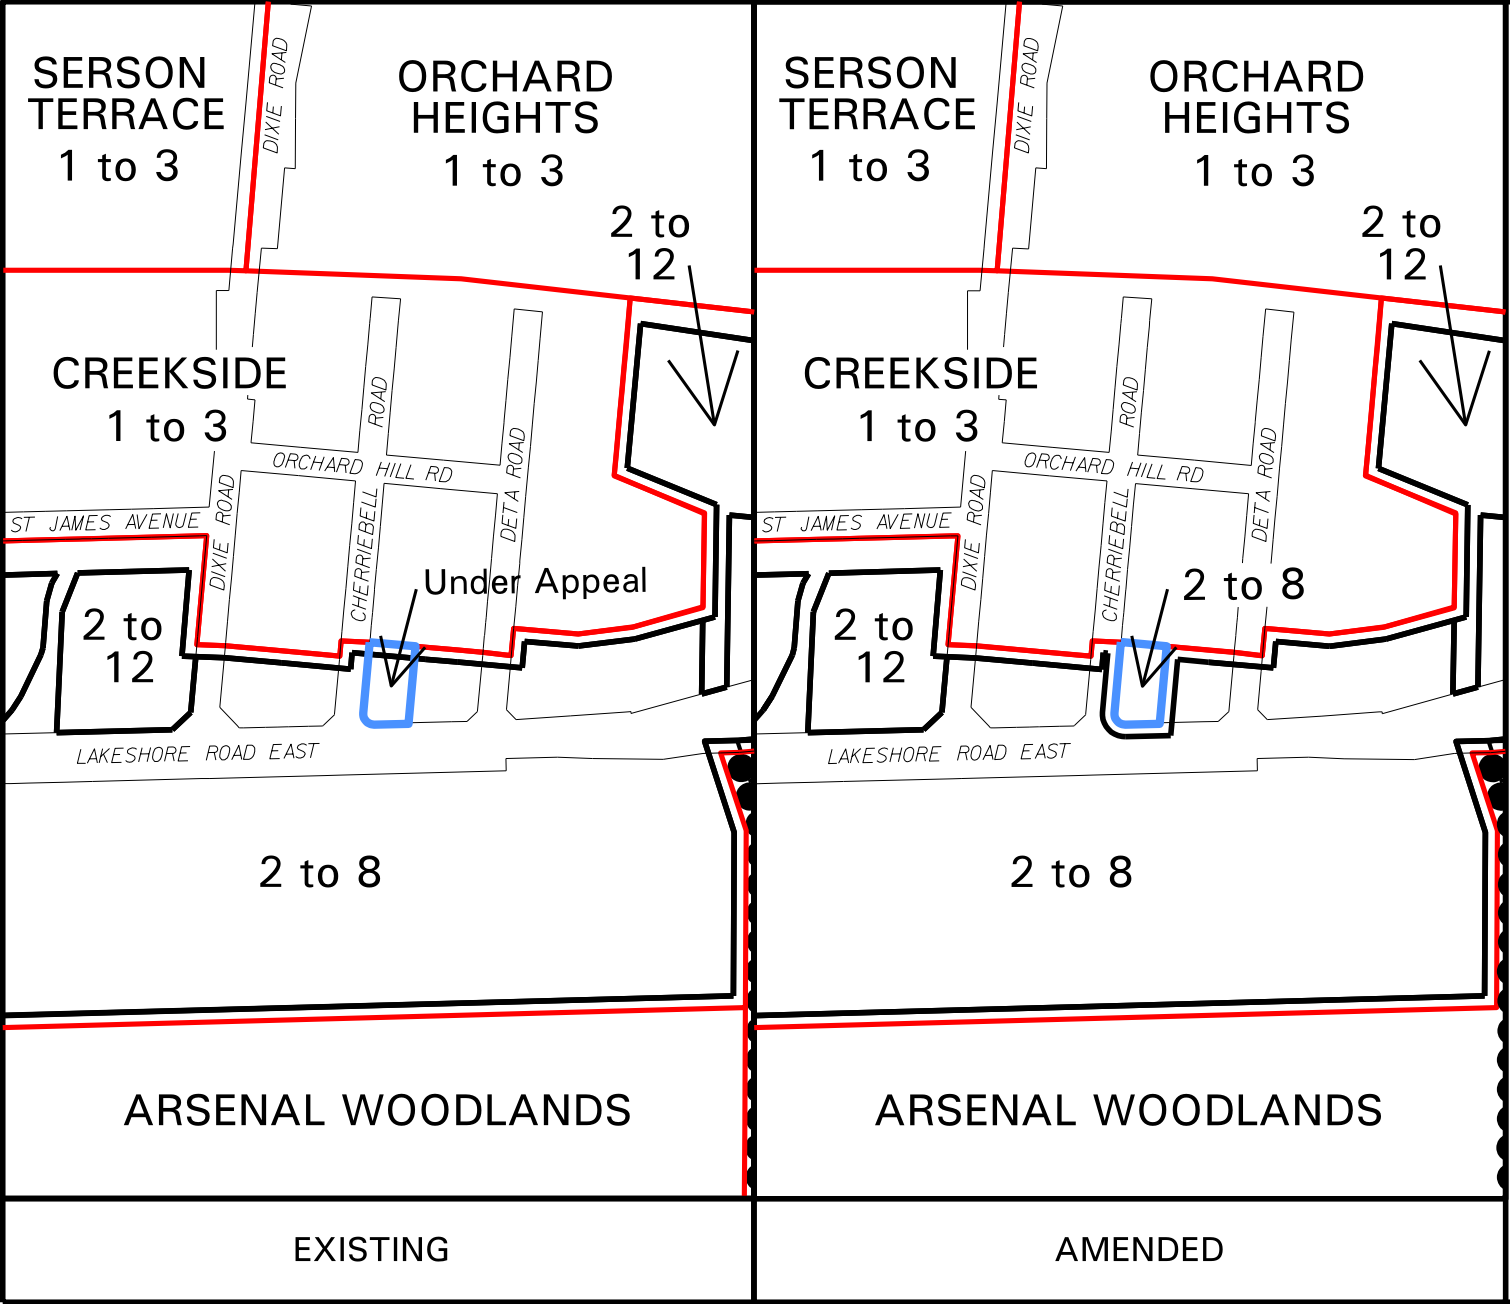 SERSON
TERRACE
1 to 3
DIXIE ROAD
ORCHARD
HEIGHTS
1 to 3
2 to
12
CREEKSIDE
1 to 3
ROAD
ORCHARD HILL RD
DETA ROAD
ST JAMES AVENUE
DIXIE ROAD
CHERRIEBELL
Under Appeal
2 to
12
LAKESHORE ROAD EAST
2 to 8
ARSENAL WOODLANDS
EXISTING
SERSON
TERRACE
1 to 3
DIXIE ROAD
ORCHARD
HEIGHTS
1 to 3
2 to
12
CREEKSIDE
1 to 3
ROAD
ORCHARD HILL RD
DETA ROAD
ST JAMES AVENUE
DIXIE ROAD
CHERRIEBELL
2 to 8
2 to
12
LAKESHORE ROAD EAST
2 to 8
ARSENAL WOODLANDS
AMENDED